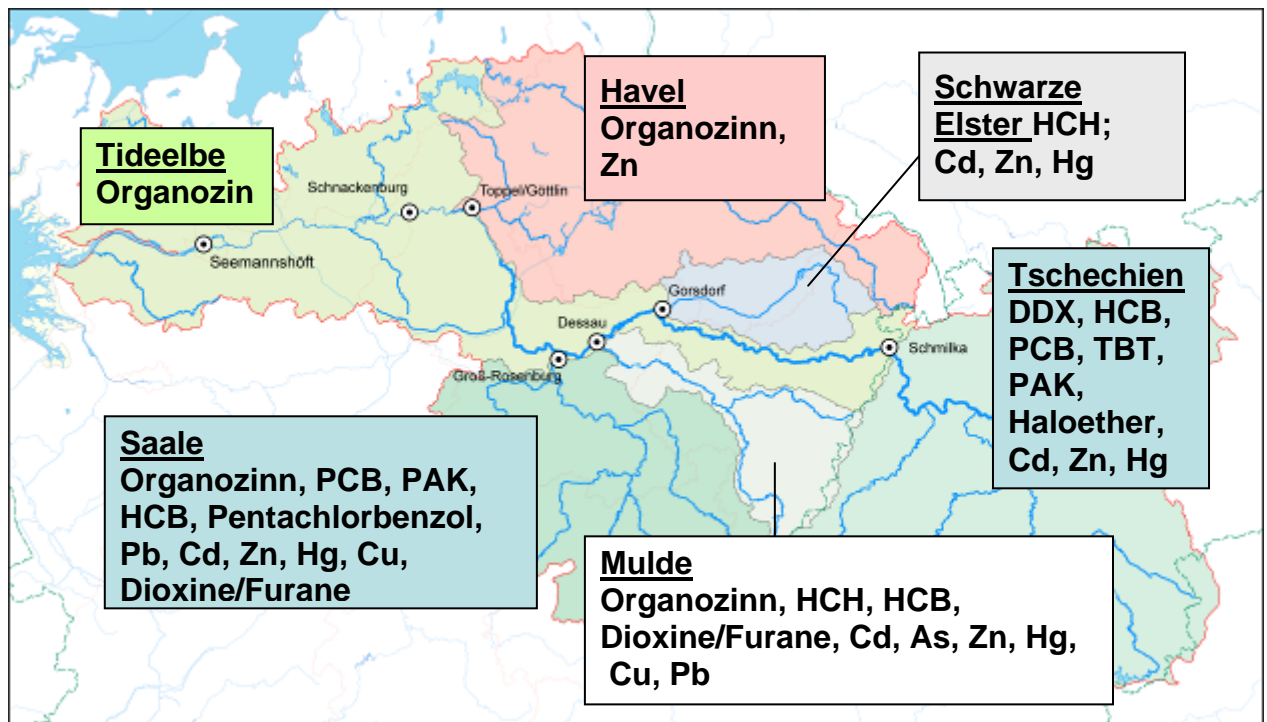 Tideelbe
Organozin
Havel
Organozinn,
Zn
Schwarze
Elster HCH;
Cd, Zn, Hg
Schnackenburg
Toppel/Göttlin
Seemannshöft
Gorsdorf
Dessau
Groß-Rosenburg
Schmilka
Tschechien
DDX, HCB,
PCB, TBT,
PAK,
Haloether,
Cd, Zn, Hg
Saale
Organozinn, PCB, PAK,
HCB, Pentachlorbenzol,
Pb, Cd, Zn, Hg, Cu,
Dioxine/Furane
Mulde
Organozinn, HCH, HCB,
Dioxine/Furane, Cd, As, Zn, Hg,
Cu, Pb